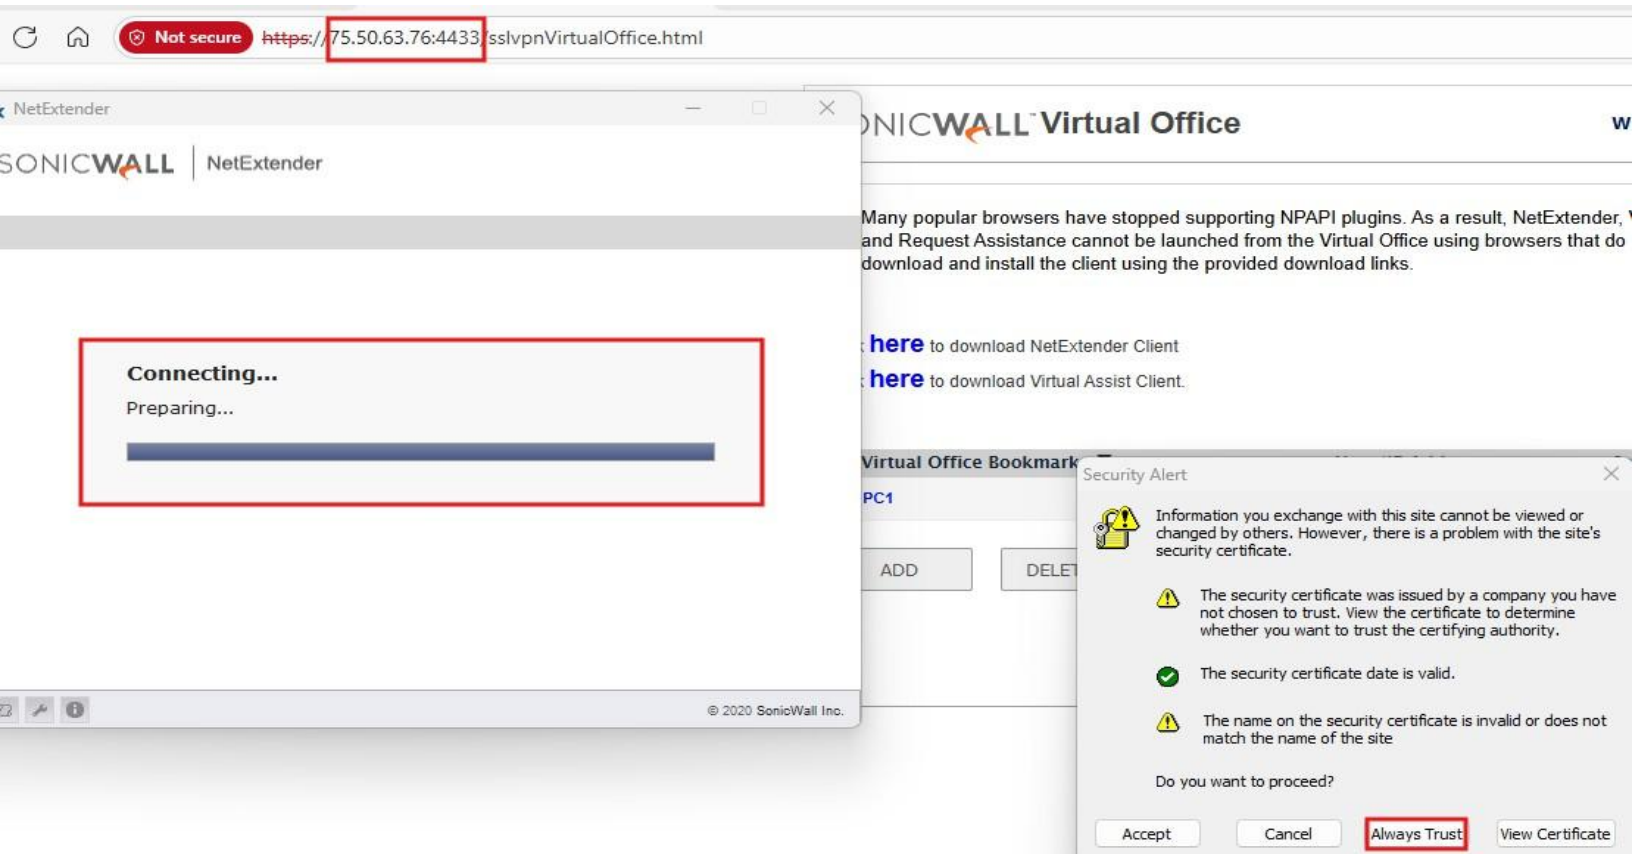 Not secure https://75.50.63.76:4433/sslvpnVirtualOffice.html
NetExtender
SONICWALL NetExtender
Connecting...
Preparing...
© 2020 SonicWall Inc.
ONICWALL™ Virtual Office
W
Many popular browsers have stopped supporting NPAPI plugins. As a result, NetExtender,
and Request Assistance cannot be launched from the Virtual Office using browsers that do
download and install the client using the provided download links.
here to download NetExtender Client
here to download Virtual Assist Client.
Virtual Office Bookmark
PC1
ADD
DELET
Security Alert
Information you exchange with this site cannot be viewed or
changed by others. However, there is a problem with the site's
security certificate.
The security certificate was issued by a company you have
not chosen to trust. View the certificate to determine
whether you want to trust the certifying authority.
The security certificate date is valid.
The name on the security certificate is invalid or does not
match the name of the site
Do you want to proceed?
Accept
Cancel
Always Trust
View Certificate